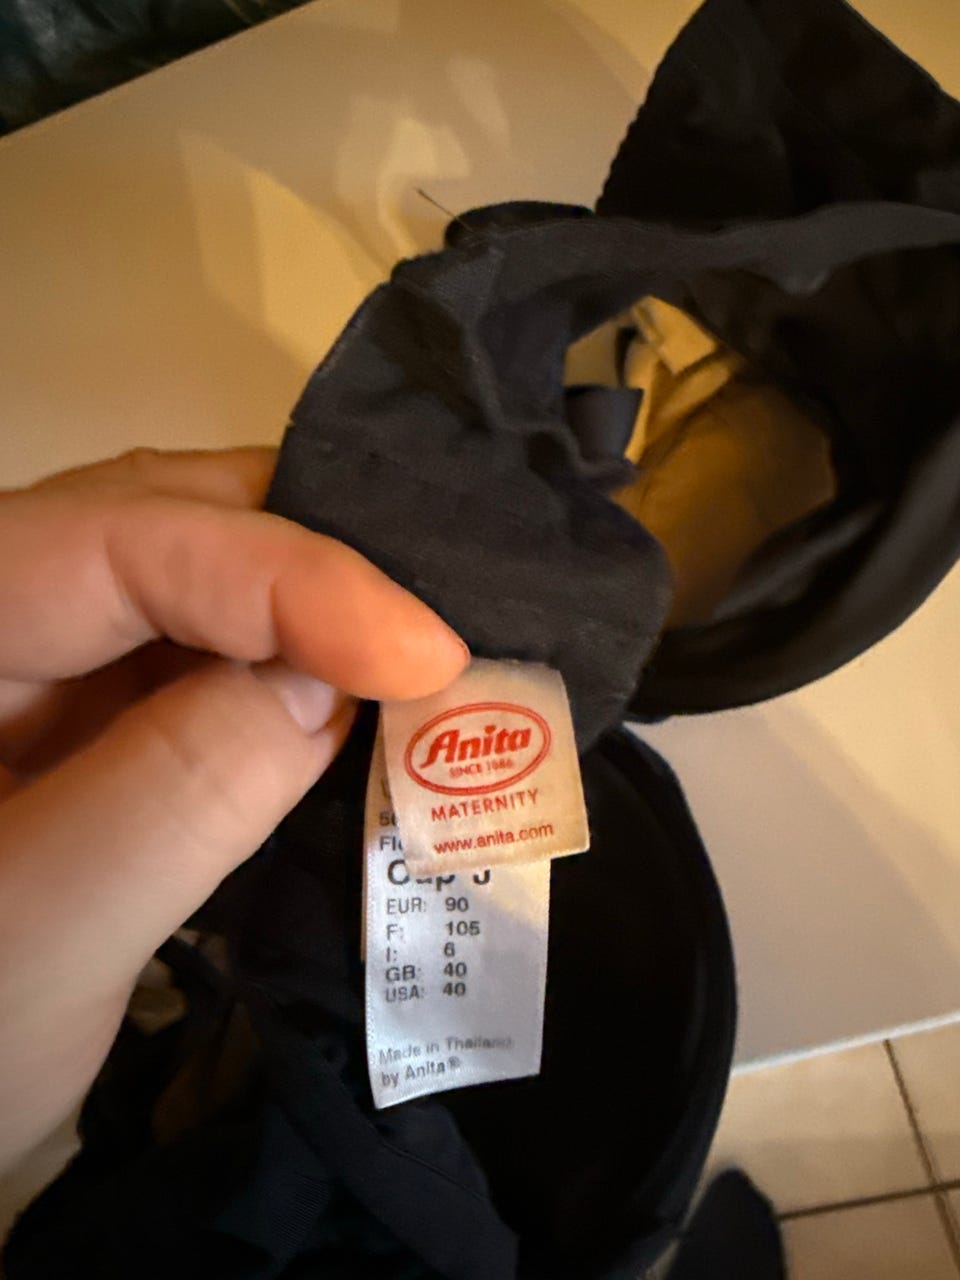 Anita
SINCE 1886
MATERNITY
www.anita.com
Cup J
EUR: 90
F: 105
I: 6
GB: 40
USA: 40
Made in Thailand
by Anita®